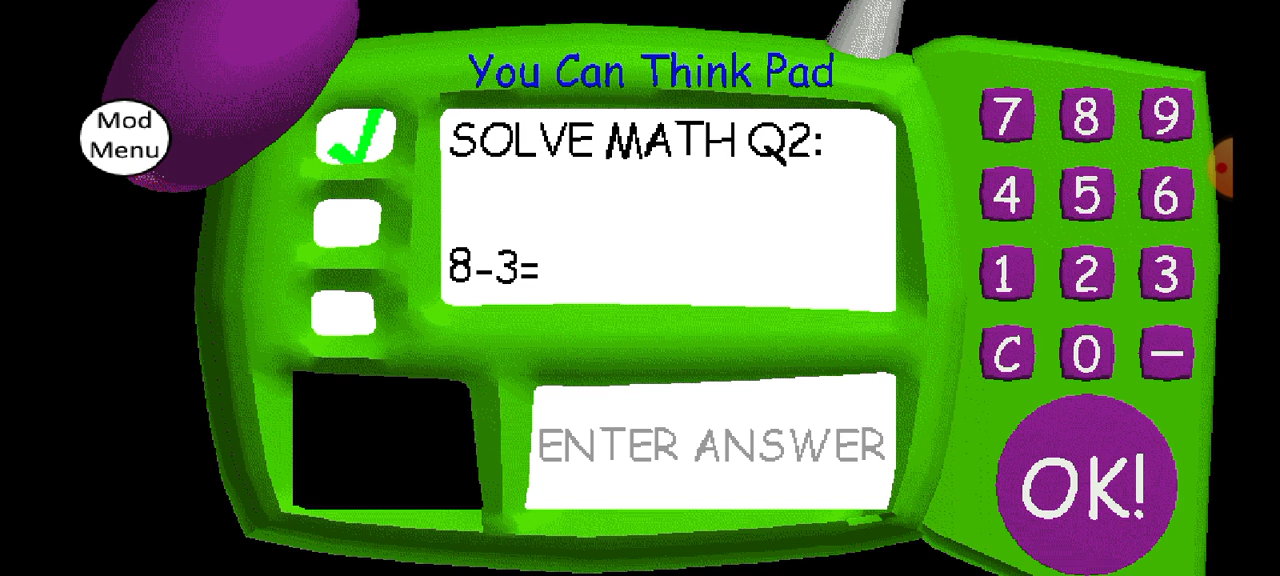 You Can Think Pad
Mod
Menu
SOLVE MATH Q2:
8-3=
ENTER ANSWER
7 8 9
4 5 6
1 2 3
C 0 —
OK!